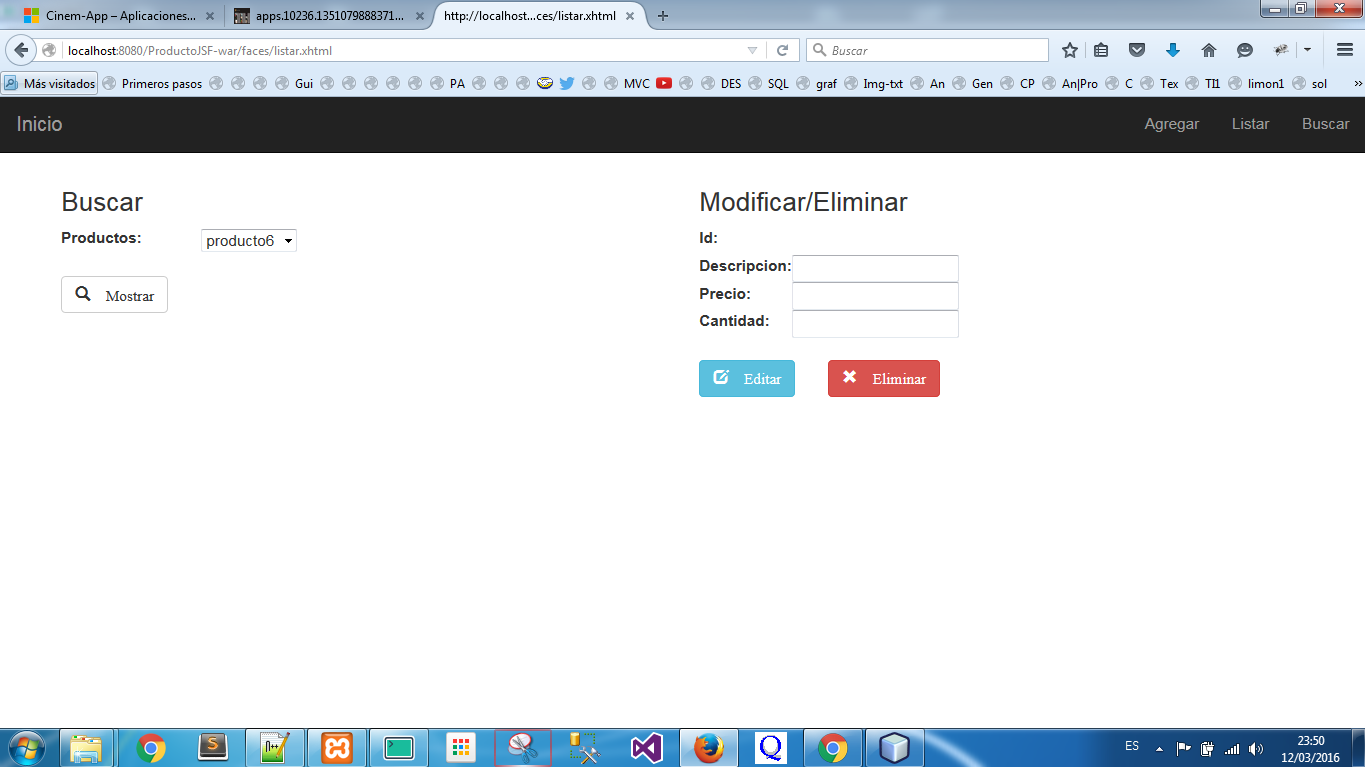 Cinem-App – Aplicaciones...
apps.10236.1351079888371...
http://localhost...ces/listar.xhtml
localhost:8080/ProductoJSF-war/faces/listar.xhtml
Buscar
Más visitados Primeros pasos Gui PA MVC DES SQL graf Img-txt An Gen CP An|Pro C Tex TI1 limon1 sol
Inicio Agregar Listar Buscar
Buscar
Productos: producto6
Mostrar
Modificar/Eliminar
Id:
Descripcion:
Precio:
Cantidad:
Editar Eliminar
ES 23:50
12/03/2016